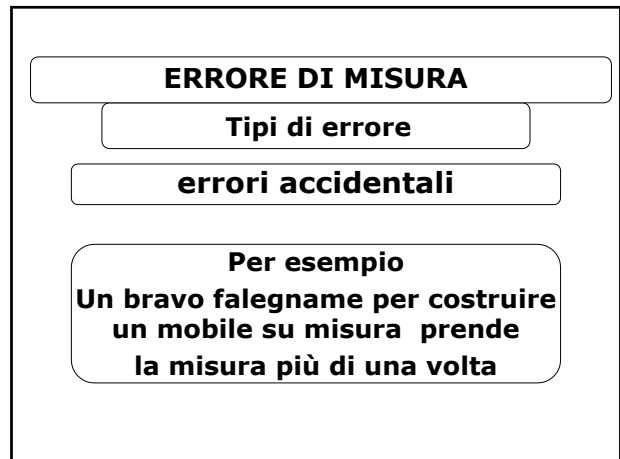 ERRORE DI MISURA
Tipi di errore
errori accidentali
Per esempio
Un bravo falegname per costruire
un mobile su misura prende
la misura più di una volta